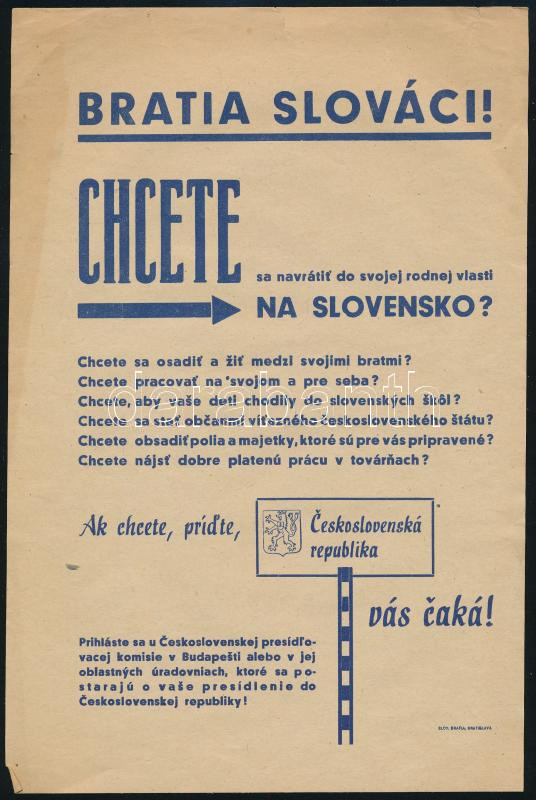 BRATIA SLOVÁCI!
CHCETE
sa navrátiť do svojej rodnej vlasti
NA SLOVENSKO?
Chcete sa osadiť a žiť medzi svojimi bratmi?
Chcete pracovať na svojom a pre seba?
Chcete, aby vaše deti chodily do slovenských škôl?
Chcete sa stať občanmi víťazného československého štátu?
Chcete obsadiť polia a majetky, ktoré sú pre vás pripravené?
Chcete nájsť dobre platenú prácu v továrňach?
Ak chcete, príďte,
Československá
republika
vás čaká!
Prihláste sa u Československej presídľo-
vacej komisie v Budapešti alebo v jej
oblastných úradovniach, ktoré sa po-
starajú o vaše presídlenie do
Československej republiky!
SLOV. BRATIA, BRATISLAVA
darabanth